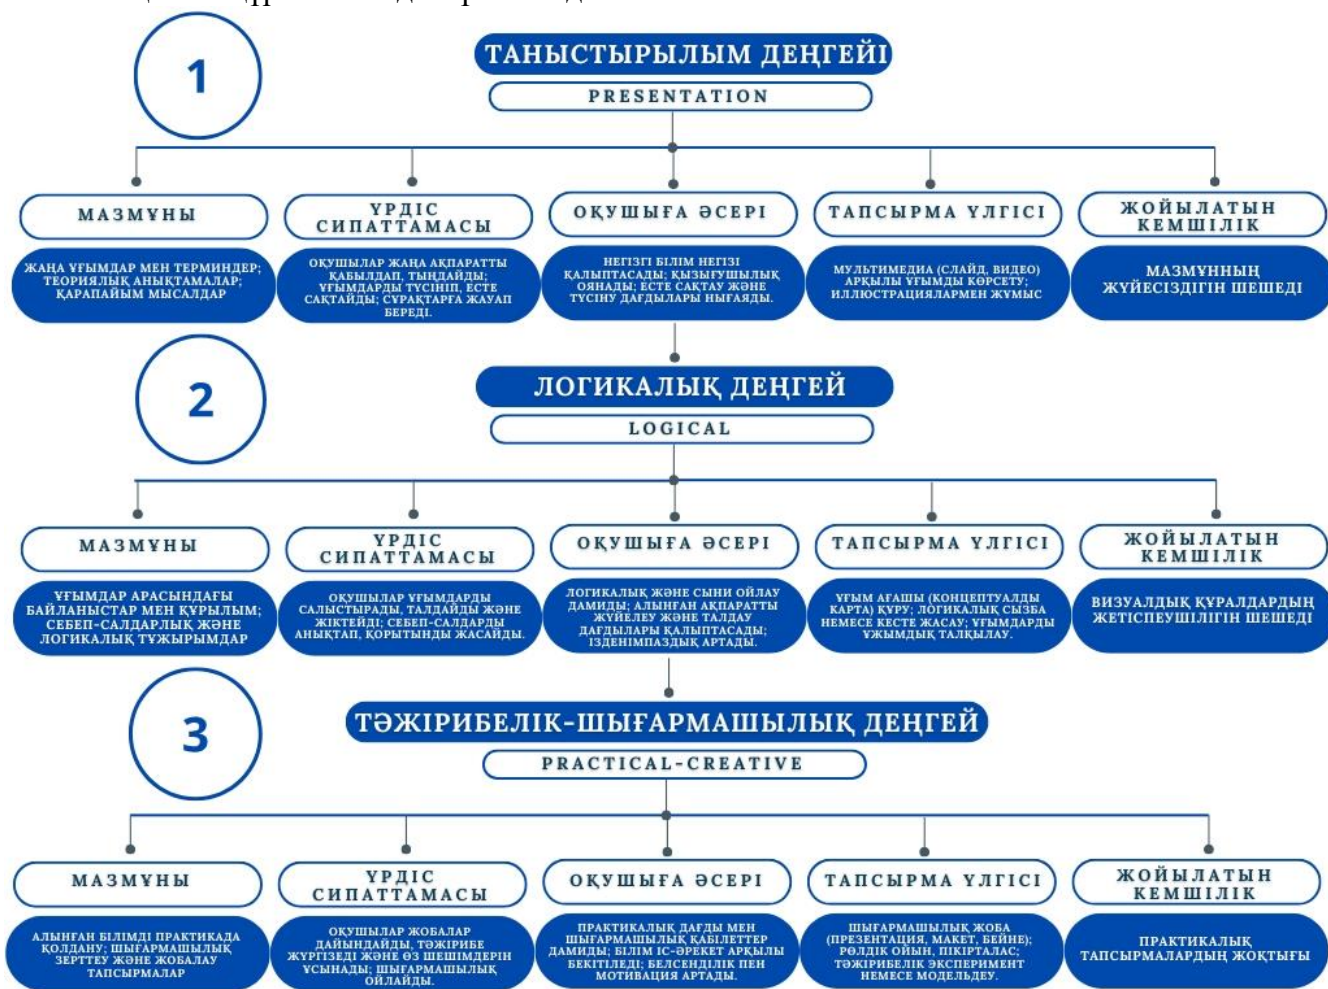 1
ТАНЫСТЫРЫЛЫМ ДЕҢГЕЙІ
PRESENTATION
МАЗМҰНЫ
ЖАҢА ҰҒЫМДАР МЕН ТЕРМИНДЕР;
ТЕОРИЯЛЫҚ АНЫҚТАМАЛАР;
ҚАРАПАЙЫМ МЫСАЛДАР
ҮРДІС
СИПАТТАМАСЫ
ОҚУШЫЛАР ЖАҢА АҚПАРАТТЫ
ҚАБЫЛДАП, ТЫҢДАЙДЫ;
ҰҒЫМДАРДЫ ТҮСІНІП, ЕСТЕ
САҚТАЙДЫ; СҰРАҚТАРҒА ЖАУАП
БЕРЕДІ.
ОҚУШЫҒА ӘСЕРІ
НЕГІЗГІ БІЛІМ НЕГІЗІ
ҚАЛЫПТАСАДЫ; ҚЫЗЫҒУШЫЛЫҚ
ОЯНАДЫ; ЕСТЕ САҚТАУ ЖӘНЕ
ТҮСІНУ ДАҒДЫЛАРЫ НЫҒАЯДЫ.
ТАПСЫРМА ҮЛГІСІ
МУЛЬТИМЕДИА (СЛАЙД, ВИДЕО)
АРҚЫЛЫ ҰҒЫМДЫ КӨРСЕТУ;
ИЛЛЮСТРАЦИЯЛАРМЕН ЖҰМЫС
ЖОЙЫЛАТЫН
КЕМШІЛІК
МАЗМҰННЫҢ
ЖҮЙЕСІЗДІГІН ШЕШЕДІ
2
ЛОГИКАЛЫҚ ДЕҢГЕЙ
LOGICAL
МАЗМҰНЫ
ҰҒЫМДАР АРАСЫНДАҒЫ
БАЙЛАНЫСТАР МЕН ҚҰРЫЛЫМ;
СЕБЕП-САЛДАРЛЫҚ ЖӘНЕ
ЛОГИКАЛЫҚ ТҰЖЫРЫМДАР
ҮРДІС
СИПАТТАМАСЫ
ОҚУШЫЛАР ҰҒЫМДАРДЫ
САЛЫСТЫРАДЫ, ТАЛДАЙДЫ ЖӘНЕ
ЖІКТЕЙДІ; СЕБЕП-САЛДАРДЫ
АНЫҚТАП, ҚОРЫТЫНДЫ ЖАСАЙДЫ.
ОҚУШЫҒА ӘСЕРІ
ЛОГИКАЛЫҚ ЖӘНЕ СЫНИ ОЙЛАУ
ДАМИДЫ; АЛЫНҒАН АҚПАРАТТЫ
ЖҮЙЕЛЕУ ЖӘНЕ ТАЛДАУ
ДАҒДЫЛАРЫ ҚАЛЫПТАСАДЫ;
ІЗДЕНІМПАЗДЫҚ АРТАДЫ.
ТАПСЫРМА ҮЛГІСІ
ҰҒЫМ АҒАШЫ (КОНЦЕПТУАЛДЫ
КАРТА) ҚҰРУ; ЛОГИКАЛЫҚ СЫЗБА
НЕМЕСЕ КЕСТЕ ЖАСАУ; ҰҒЫМДАРДЫ
ҰЖЫМДЫҚ ТАЛҚЫЛАУ.
ЖОЙЫЛАТЫН
КЕМШІЛІК
ВИЗУАЛДЫҚ ҚҰРАЛДАРДЫҢ
ЖЕТІСПЕУШІЛІГІН ШЕШЕДІ
3
ТӘЖІРИБЕЛІК-ШЫҒАРМАШЫЛЫҚ ДЕҢГЕЙ
PRACTICAL-CREATIVE
МАЗМҰНЫ
АЛЫНҒАН БІЛІМДІ ПРАКТИКАДА
ҚОЛДАНУ; ШЫҒАРМАШЫЛЫҚ
ЗЕРТТЕУ ЖӘНЕ ЖОБАЛАУ
ТАПСЫРМАЛАР
ҮРДІС
СИПАТТАМАСЫ
ОҚУШЫЛАР ЖОБАЛАР
ДАЙЫНДАЙДЫ, ТӘЖІРИБЕ
ЖҮРГІЗЕДІ ЖӘНЕ ӨЗ ШЕШІМДЕРІН
ҰСЫНАДЫ; ШЫҒАРМАШЫЛЫҚ
ОЙЛАЙДЫ.
ОҚУШЫҒА ӘСЕРІ
ПРАКТИКАЛЫҚ ДАҒДЫ МЕН
ШЫҒАРМАШЫЛЫҚ ҚАБІЛЕТТЕР
ДАМИДЫ; БІЛІМ ІС-ӘРЕКЕТ АРҚЫЛЫ
БЕКІТІЛЕДІ; БЕЛСЕНДІЛІК ПЕН
МОТИВАЦИЯ АРТАДЫ.
ТАПСЫРМА ҮЛГІСІ
ШЫҒАРМАШЫЛЫҚ ЖОБА
(ПРЕЗЕНТАЦИЯ, МАКЕТ, БЕЙНЕ);
РӨЛДІК ОЙЫН, ПІКІРТАЛАС;
ТӘЖІРИБЕЛІК ЭКСПЕРИМЕНТ
НЕМЕСЕ МОДЕЛЬДЕУ.
ЖОЙЫЛАТЫН
КЕМШІЛІК
ПРАКТИКАЛЫҚ
ТАПСЫРМАЛАРДЫҢ ЖОҚТЫҒЫ